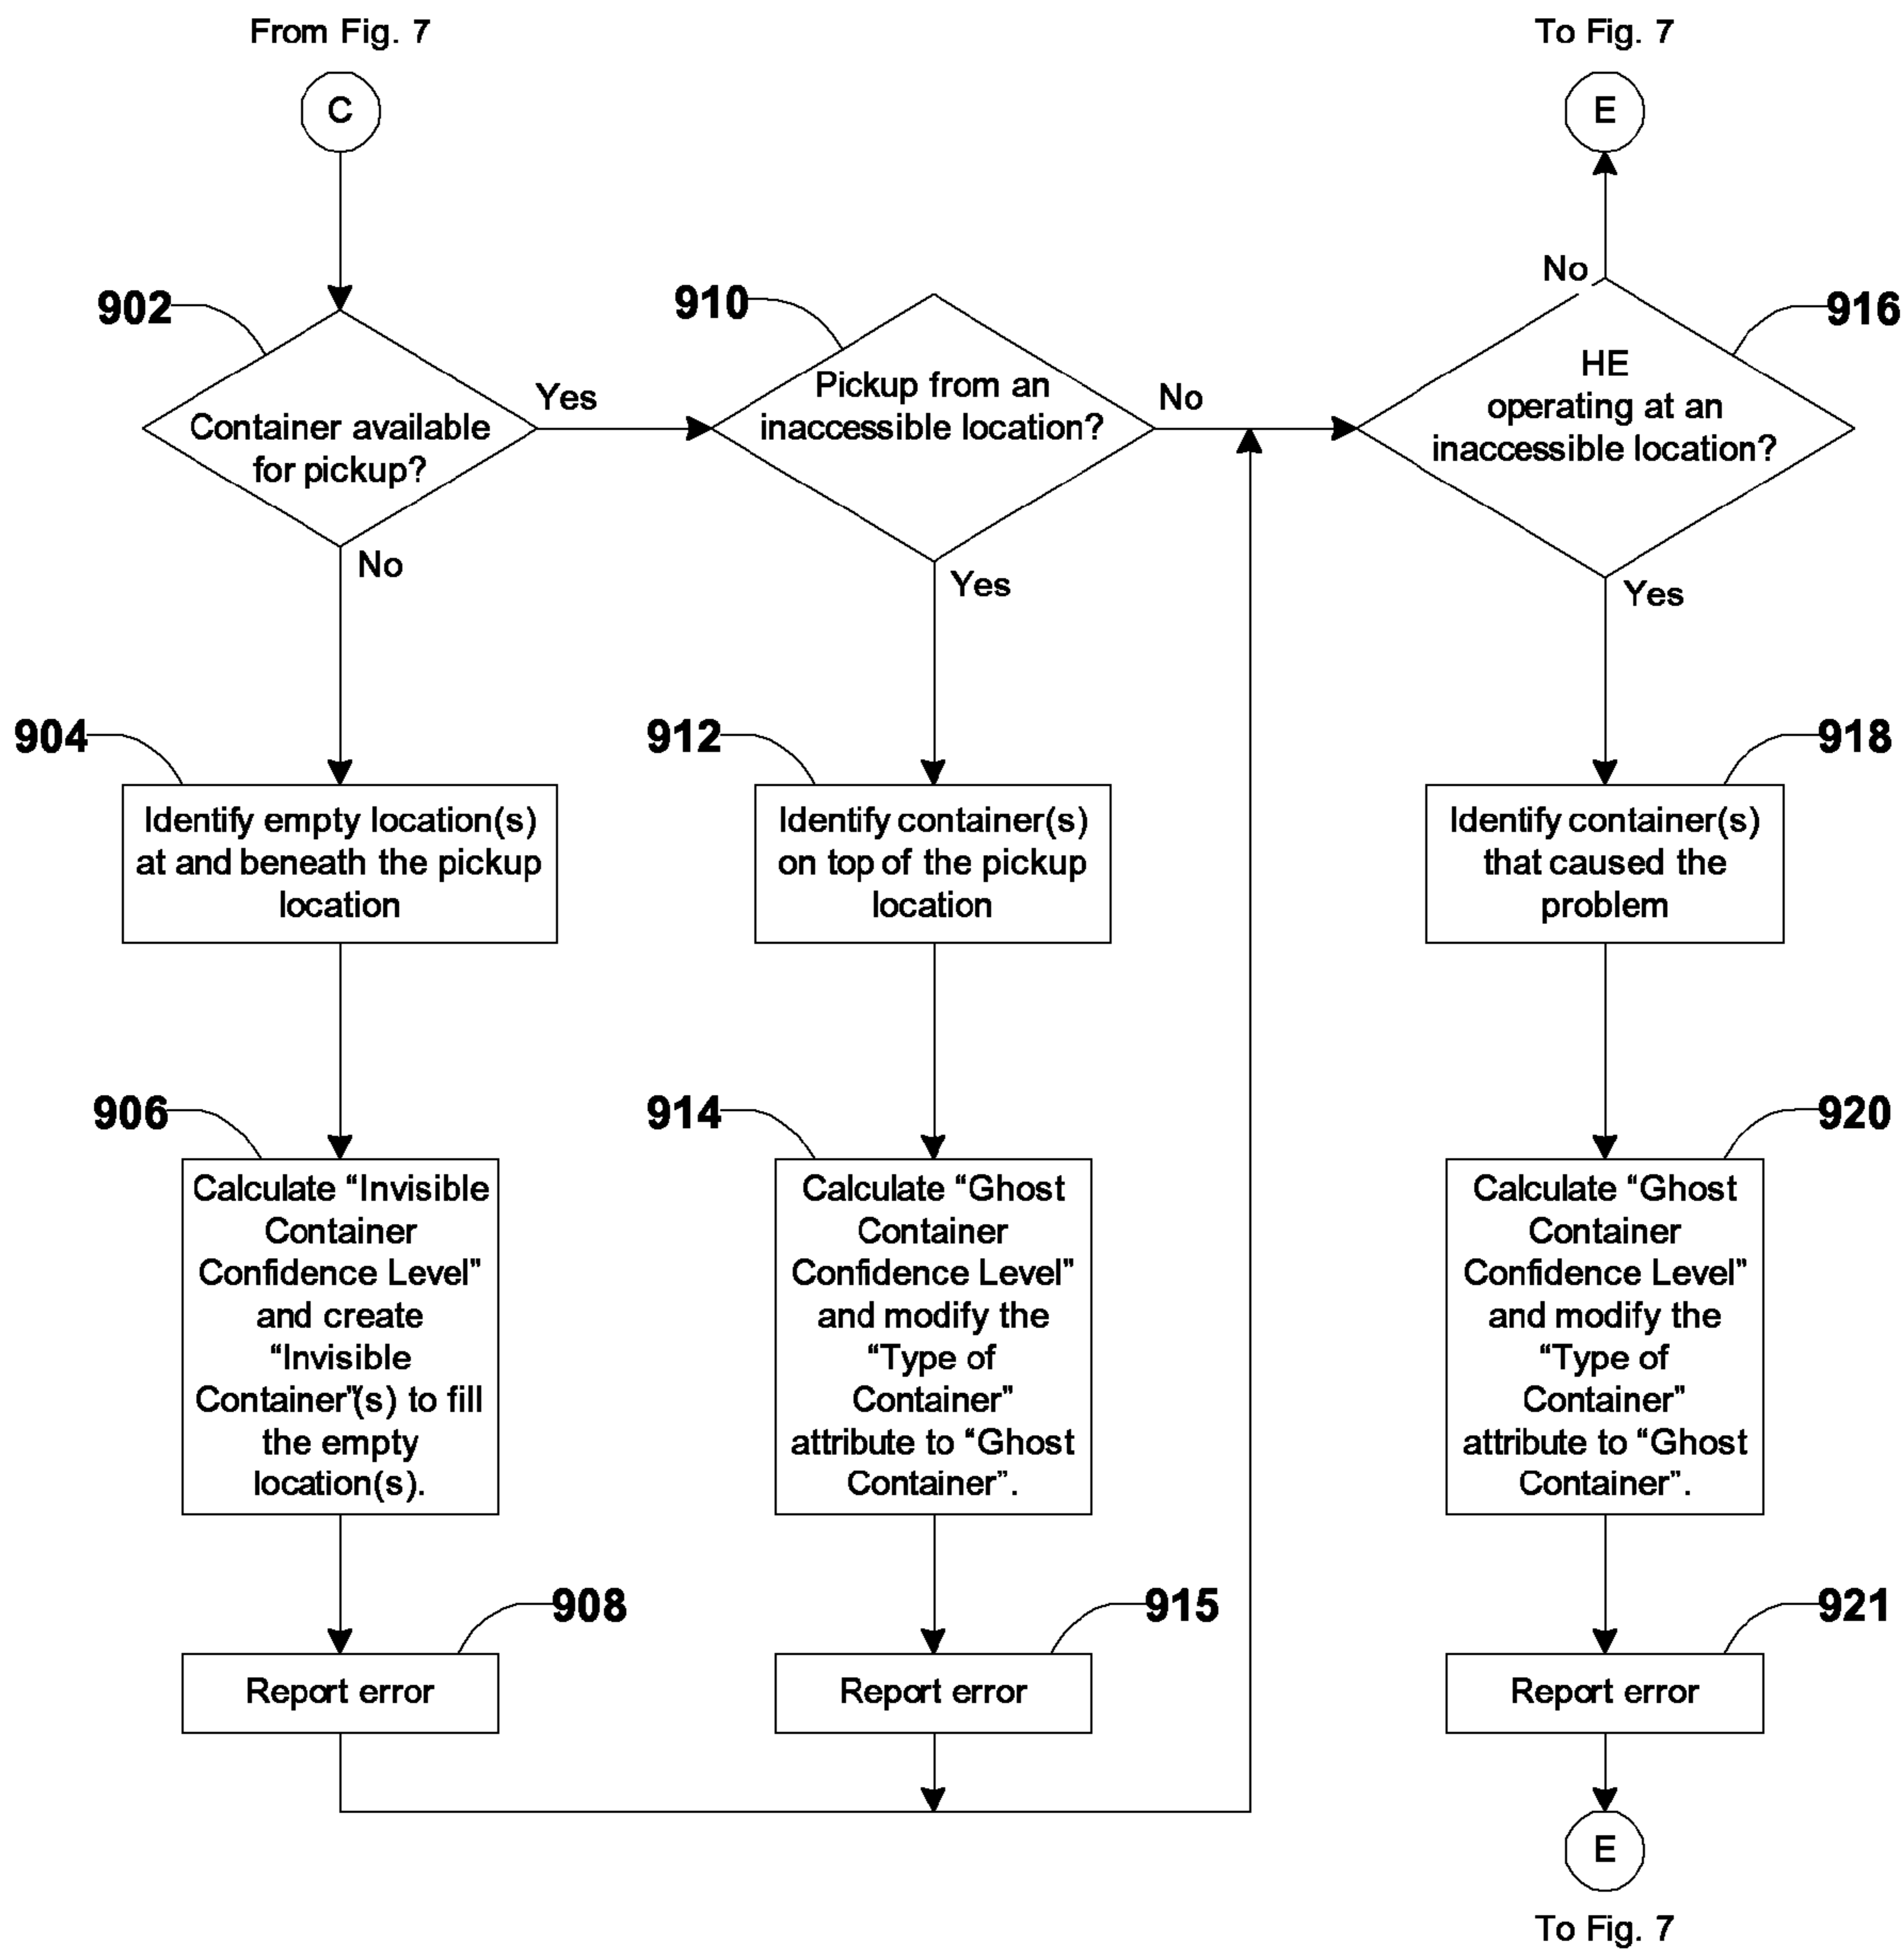 From Fig. 7
C
902
Container available
for pickup?
Yes
No
904
Identify empty location(s)
at and beneath the pickup
location
906
Calculate “Invisible
Container
Confidence Level”
and create
“Invisible
Container”(s) to fill
the empty
location(s).
908
Report error
910
Pickup from an
inaccessible location?
No
Yes
912
Identify container(s)
on top of the pickup
location
914
Calculate “Ghost
Container
Confidence Level”
and modify the
“Type of
Container”
attribute to “Ghost
Container”.
915
Report error
To Fig. 7
E
No
916
HE
operating at an
inaccessible location?
Yes
918
Identify container(s)
that caused the
problem
920
Calculate “Ghost
Container
Confidence Level”
and modify the
“Type of
Container”
attribute to “Ghost
Container”.
921
Report error
E
To Fig. 7